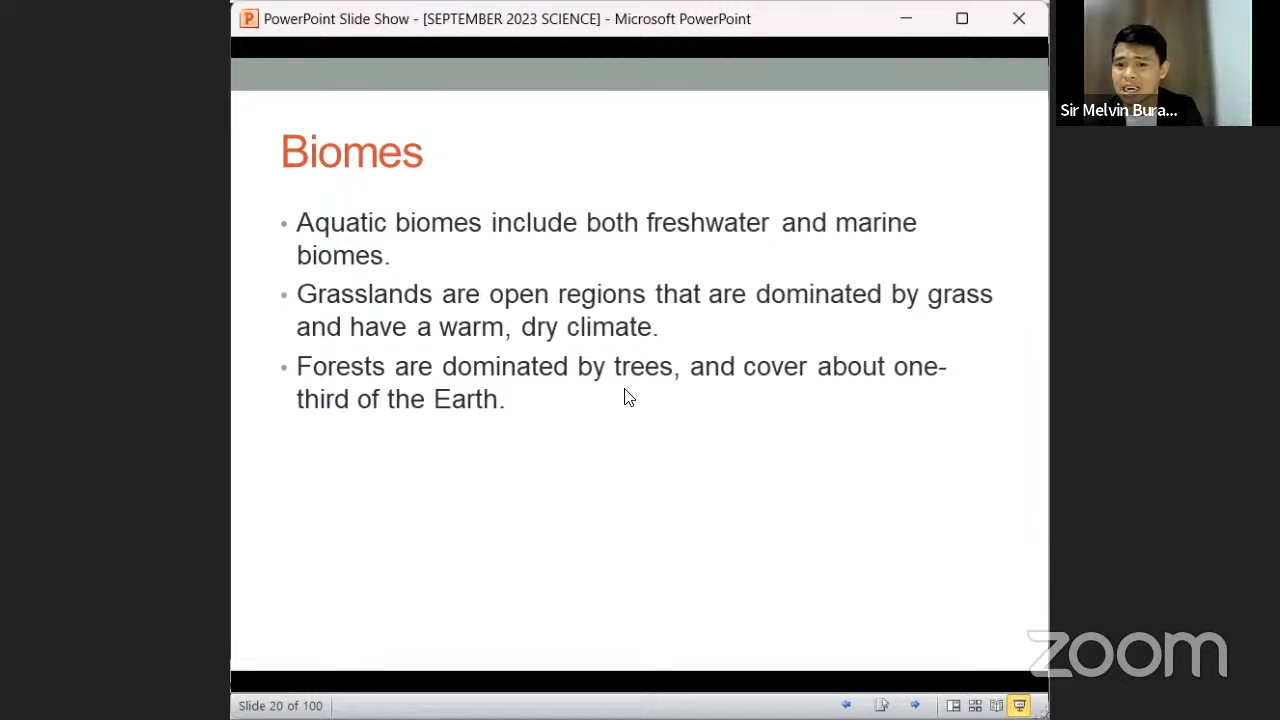 PowerPoint Slide Show - [SEPTEMBER 2023 SCIENCE] - Microsoft PowerPoint
Sir Melvin Bura...
Biomes
• Aquatic biomes include both freshwater and marine
biomes.
• Grasslands are open regions that are dominated by grass
and have a warm, dry climate.
• Forests are dominated by trees, and cover about one-
third of the Earth.
zoom
Slide 20 of 100